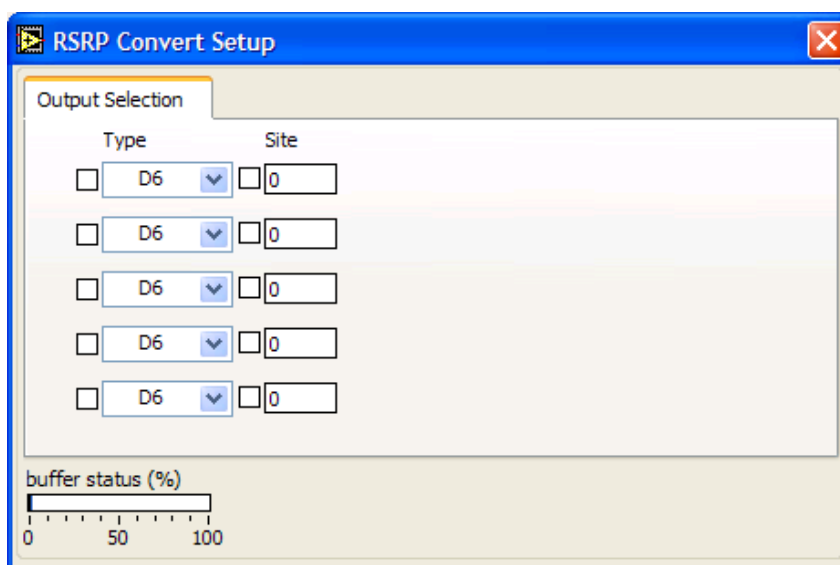 RSRP Convert Setup
Output Selection
Type Site
D6 0
D6 0
D6 0
D6 0
D6 0
buffer status (%)
0 50 100